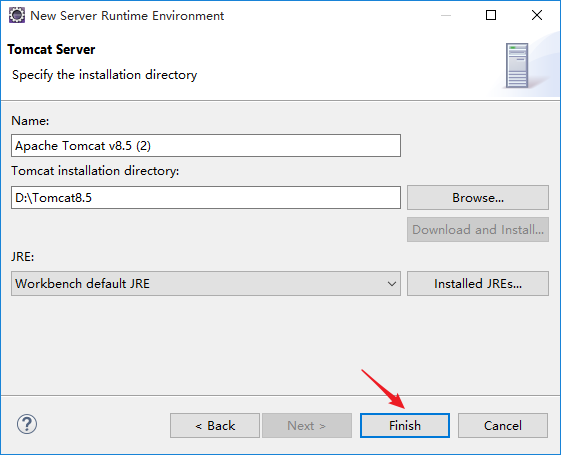 New Server Runtime Environment
Tomcat Server
Specify the installation directory
Name:
Apache Tomcat v8.5 (2)
Tomcat installation directory:
D:\Tomcat8.5
Browse...
Download and Install...
JRE:
Workbench default JRE
Installed JREs...
?
< Back
Next >
Finish
Cancel